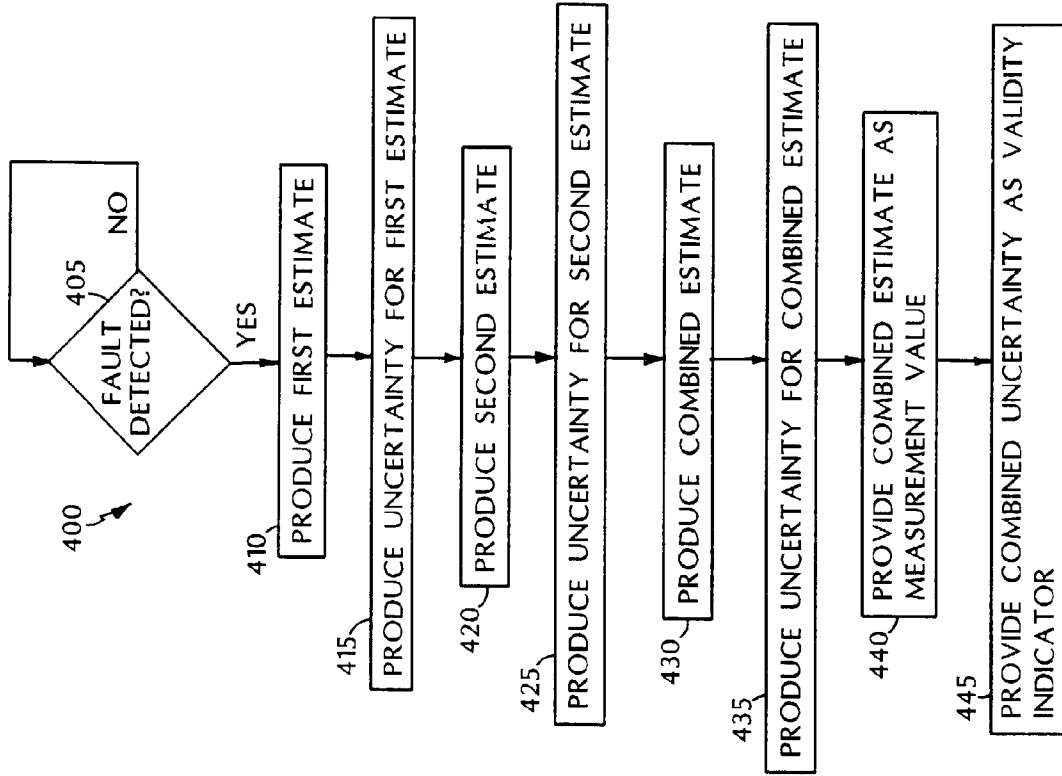 400
FAULT
DETECTED?
405
NO
YES
410
PRODUCE FIRST ESTIMATE
415
PRODUCE UNCERTAINTY FOR FIRST ESTIMATE
420
PRODUCE SECOND ESTIMATE
425
PRODUCE UNCERTAINTY FOR SECOND ESTIMATE
430
PRODUCE COMBINED ESTIMATE
435
PRODUCE UNCERTAINTY FOR COMBINED ESTIMATE
440
PROVIDE COMBINED ESTIMATE AS
MEASUREMENT VALUE
445
PROVIDE COMBINED UNCERTAINTY AS VALIDITY
INDICATOR